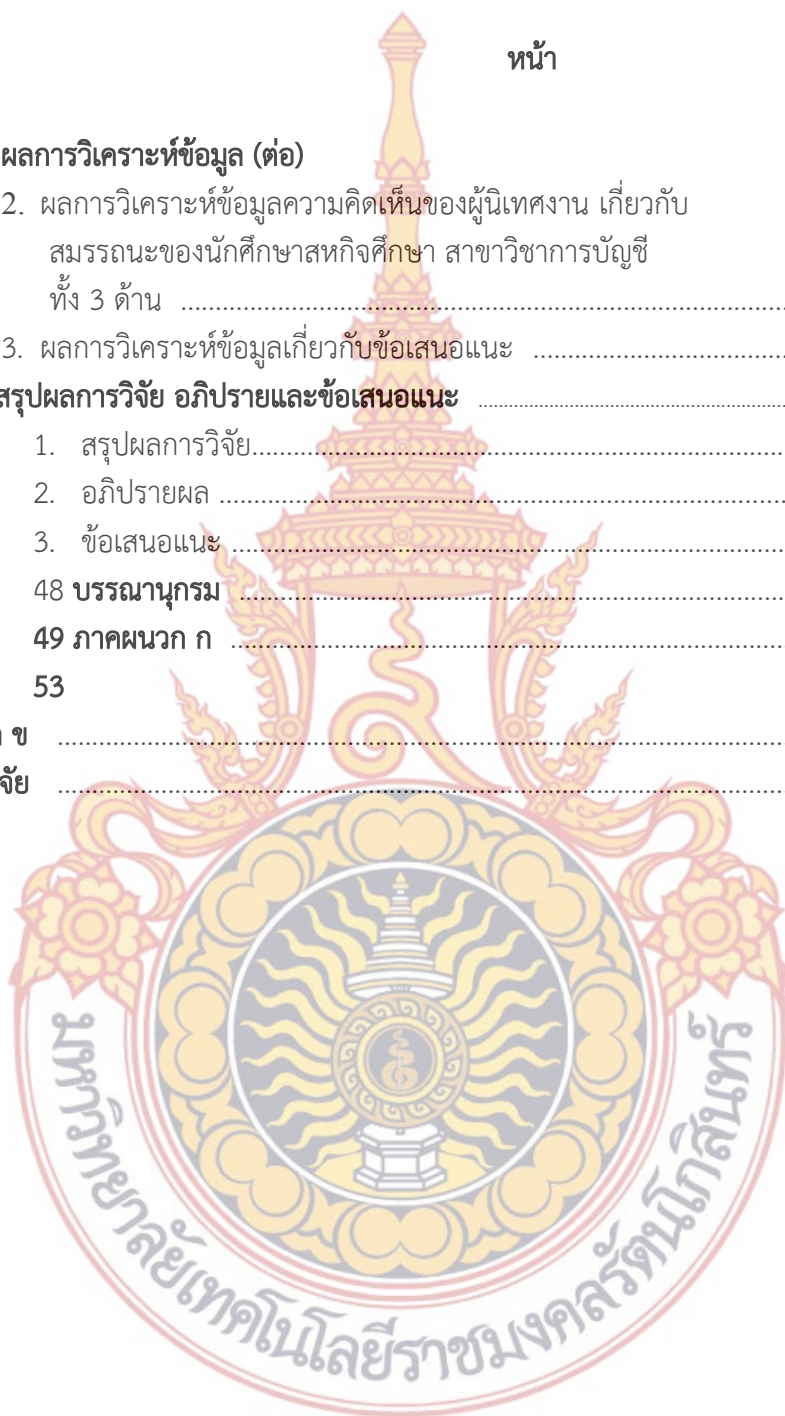 หน้า
ผลการวิเคราะห์ข้อมูล (ต่อ)
2. ผลการวิเคราะห์ข้อมูลความคิดเห็นของผู้นิเทศงาน เกี่ยวกับ
สมรรถนะของนักศึกษาสหกิจศึกษา สาขาวิชาการบัญชี
ทั้ง 3 ด้าน ................................................................
3. ผลการวิเคราะห์ข้อมูลเกี่ยวกับข้อเสนอแนะ ................................
สรุปผลการวิจัย อภิปรายและข้อเสนอแนะ ................................
1. สรุปผลการวิจัย................................................................
2. อภิปรายผล ................................................................
3. ข้อเสนอแนะ ................................................................
48 บรรณานุกรม ................................................................
49 ภาคผนวก ก ................................................................
53
ข ................................................................
จัย ................................................................
มหาวิทยาลัยเทคโนโลยีราชมงคลรัตนโกสินทร์